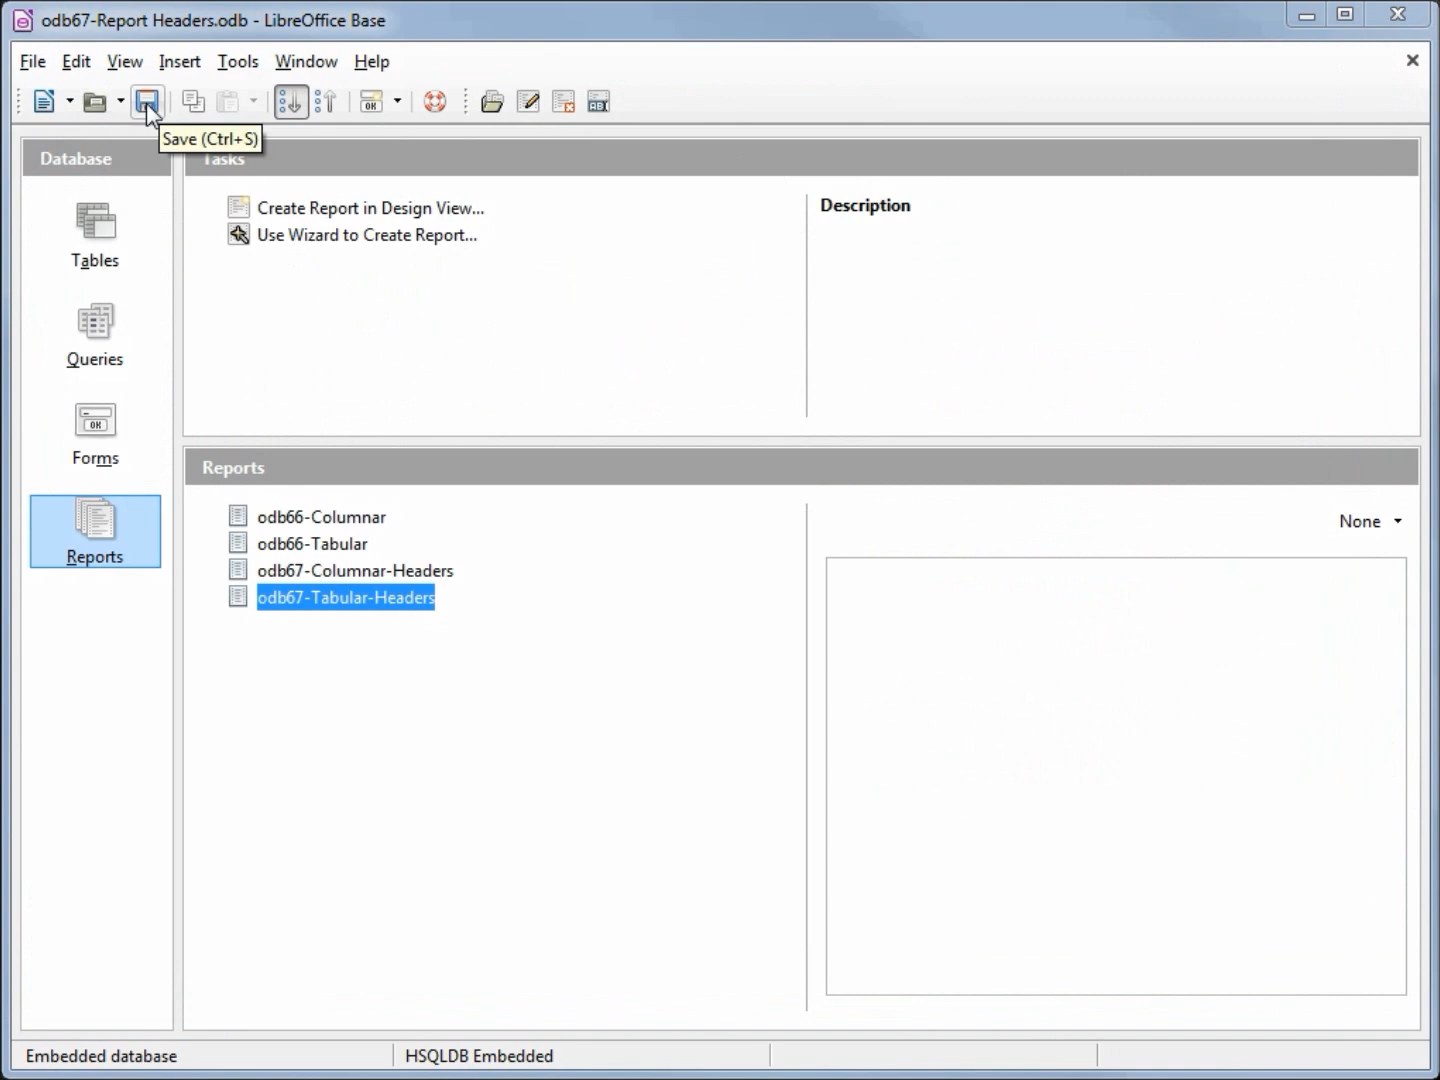 odb67-Report Headers.odb - LibreOffice Base
File Edit View Insert Tools Window Help
Save (Ctrl+S)
Database
Tasks
Tables
Queries
OK
Forms
Reports
Create Report in Design View...
Use Wizard to Create Report...
Description
Reports
odb66-Columnar
odb66-Tabular
odb67-Columnar-Headers
odb67-Tabular-Headers
None
Embedded database
HSQLDB Embedded